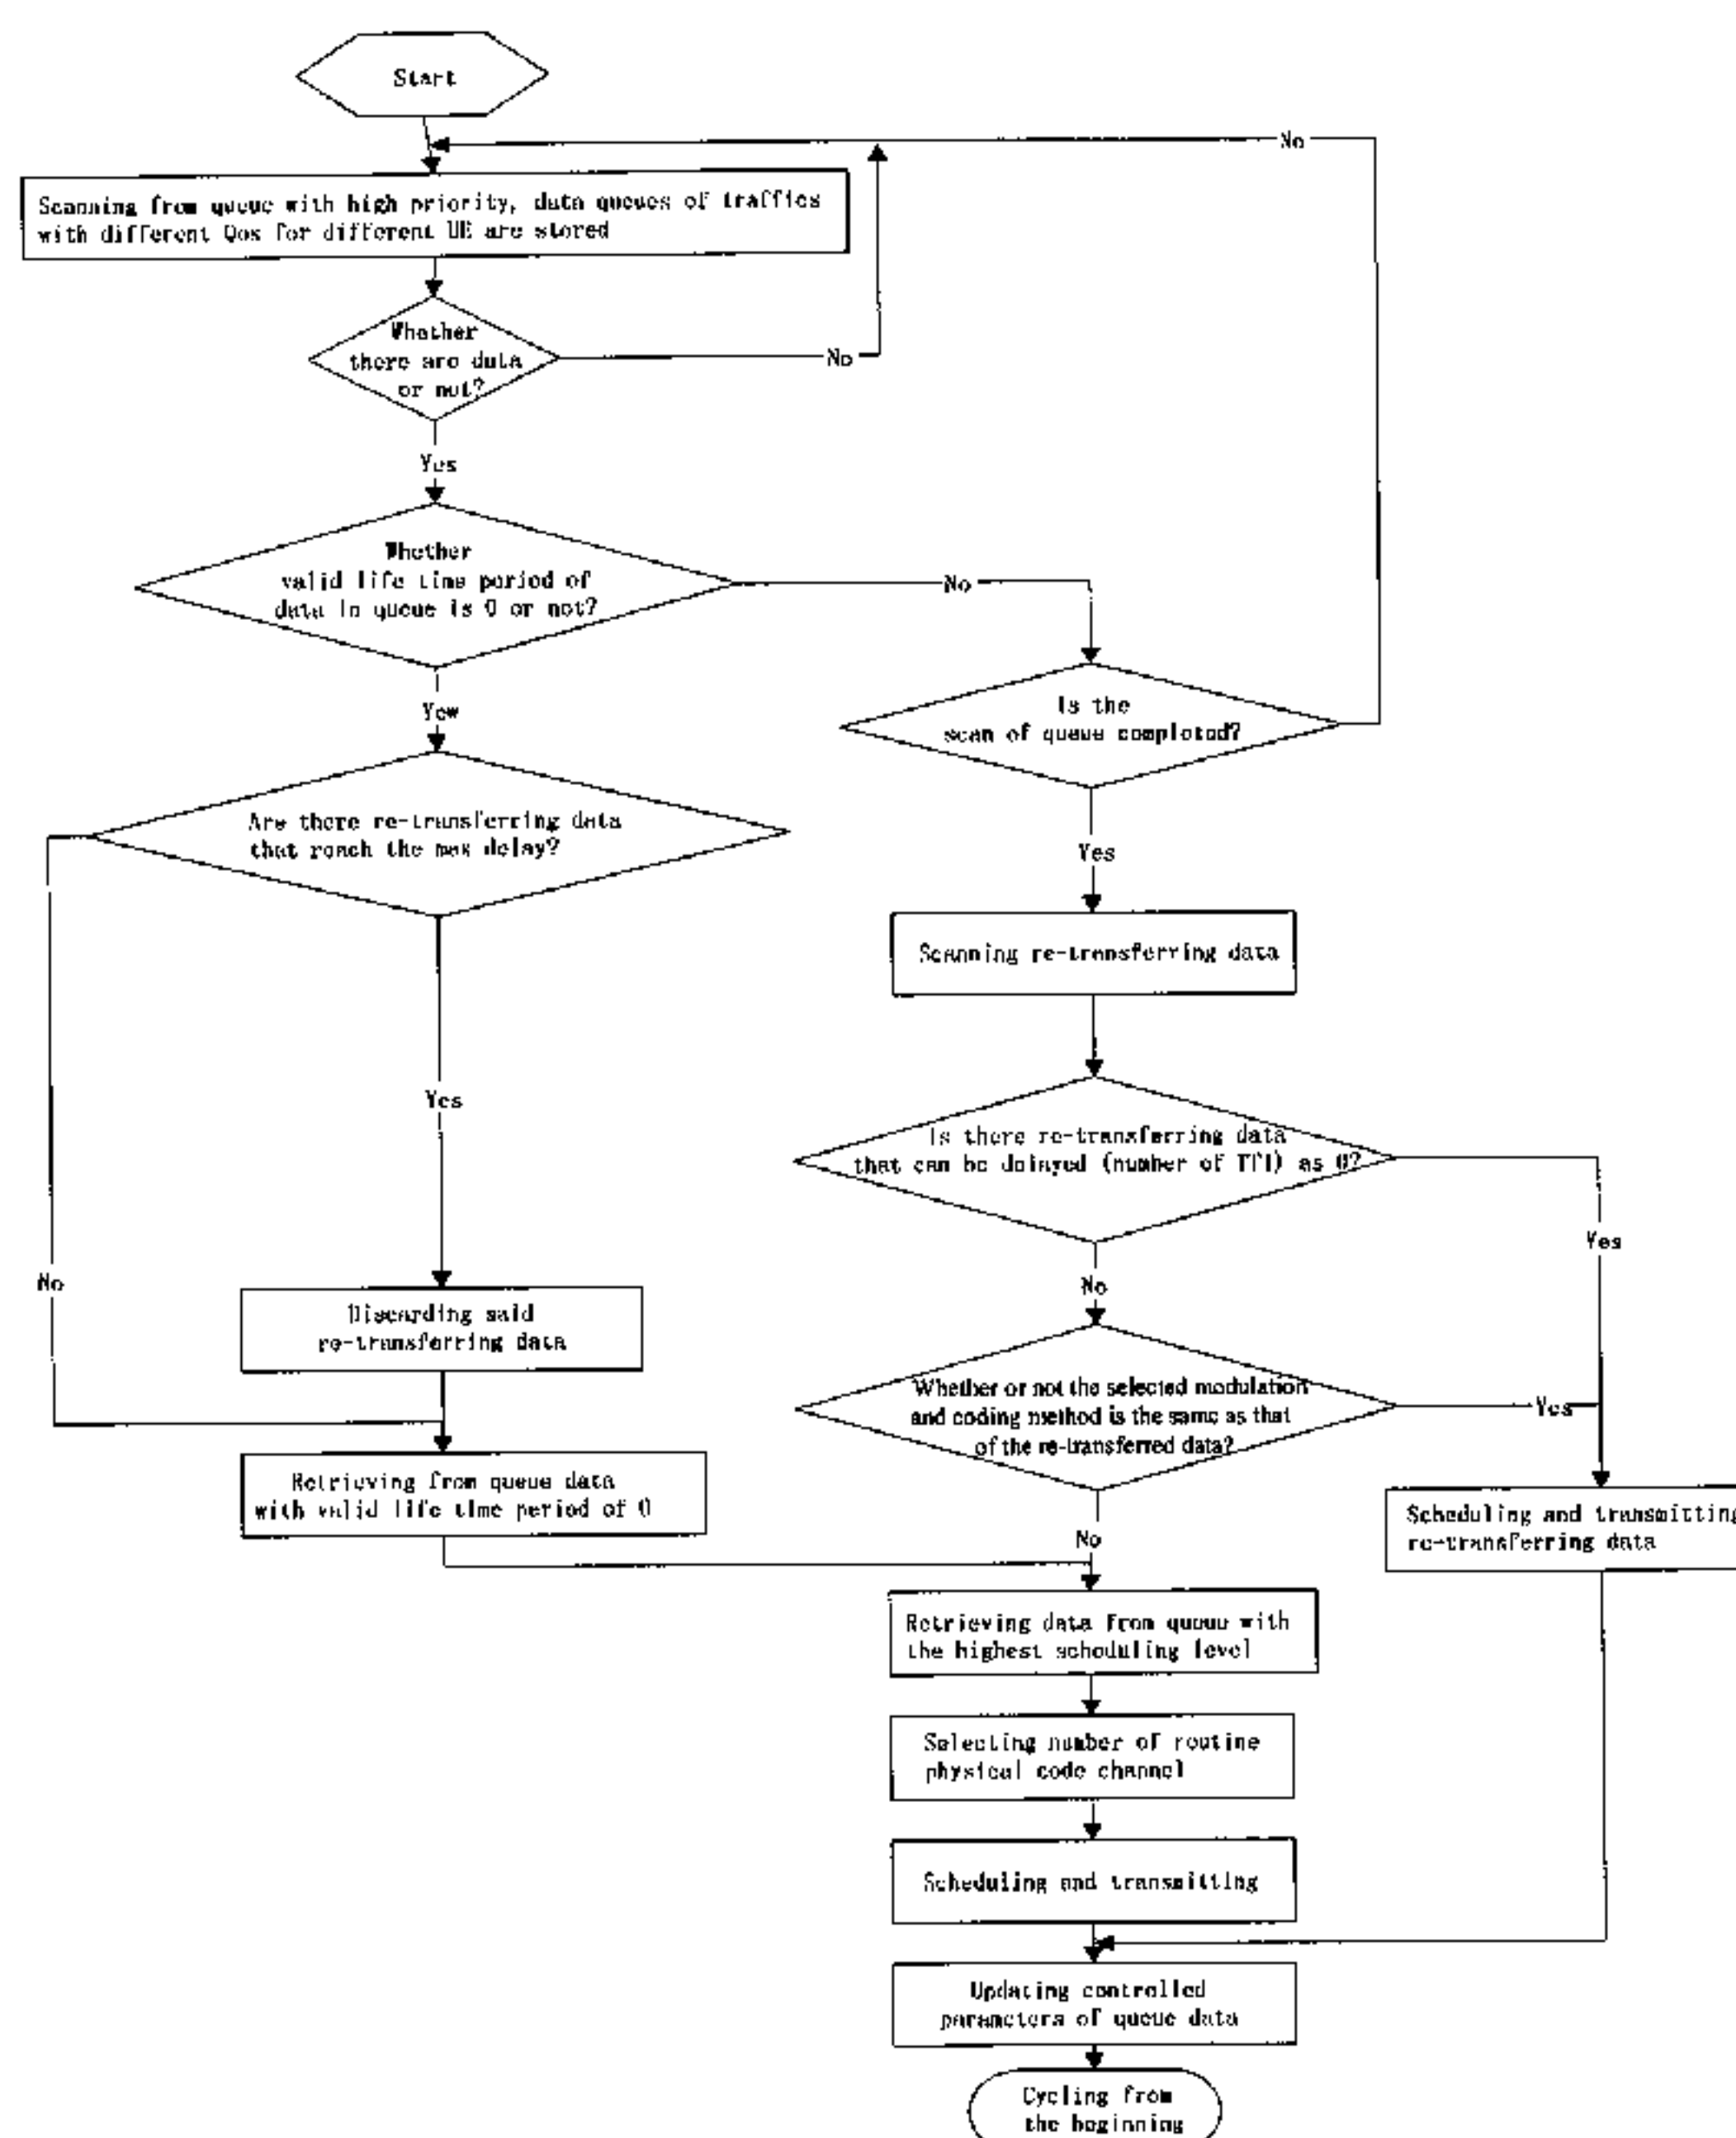 Start
No
Scanning from queue with high priority, data queues of traffics
with different Qos for different UE are stored
Whether
there are data
or not?
No
Yes
Whether
valid life time period of
data in queue is 0 or not?
No
Yew
Is the
scan of queue completed?
Are there re-transferring data
that reach the max delay?
Yes
Scanning re-transferring data
Yes
Is there re-transferring data
that can be delayed (number of TTI) as 0?
Yes
No
No
Discarding said
re-transferring data
Whether or not the selected modulation
and coding method is the same as that
of the re-transferred data?
Yes
Retrieving from queue data
with valid life time period of 0
Scheduling and transmitting
re-transferring data
No
Retrieving data from queue with
the highest scheduling level
Selecting number of routine
physical code channel
Scheduling and transmitting
Updating controlled
parameters of queue data
Cycling from
the beginning